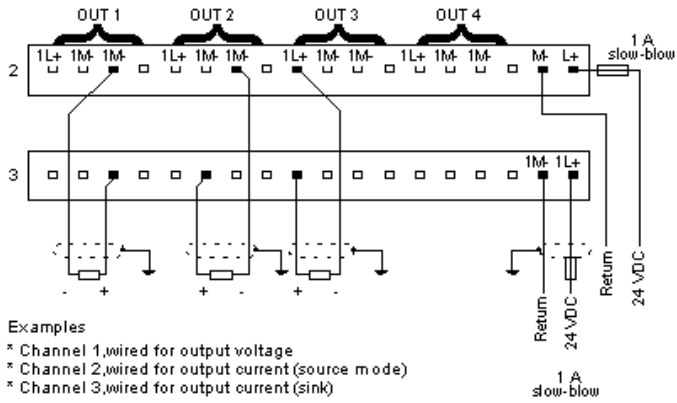 OUT 1 OUT 2 OUT 3 OUT 4
1 A
slow-blow
1L+ 1M- 1M- 1L+ 1M- 1M- 1L+ 1M- 1M- 1L+ 1M- 1M- M- L+
2
1M- 1L+
3
Return
24 VDC
Return
24 VDC
- + + - + -
Examples
* Channel 1,wired for output voltage
* Channel 2,wired for output current (source mode)
* Channel 3,wired for output current (sink)
1 A
slow-blow